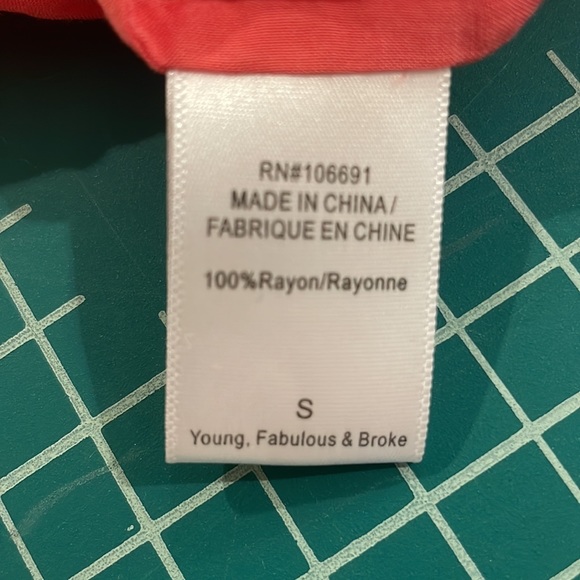 RN#106691
MADE IN CHINA/
FABRIQUE EN CHINE
100%Rayon/Rayonne
S
Young, Fabulous & Broke